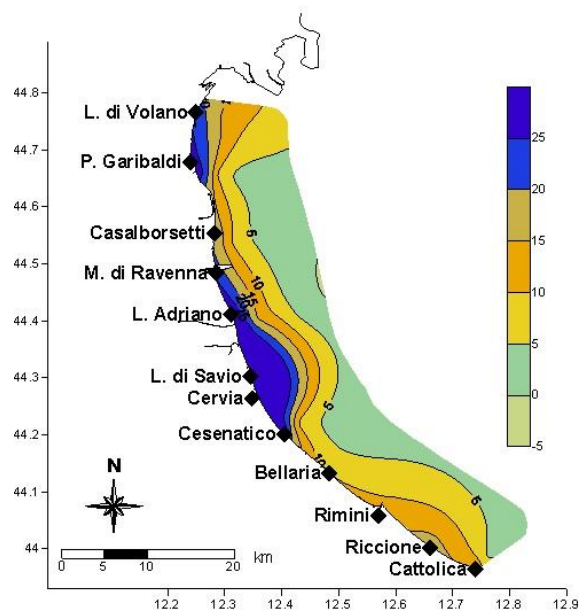 44.8
44.7
44.6
44.5
44.4
44.3
44.2
44.1
44
L. di Volano
P. Garibaldi
Casalborsetti
M. di Ravenna
L. Adriano
L. di Savio
Cervia
Cesenatico
Bellaria
Rimini
Riccione
Cattolica
5
10
15
20
5
10
5
25
20
15
10
5
0
-5
N
0 5 10 20
km
12.2 12.3 12.4 12.5 12.6 12.7 12.8 12.9